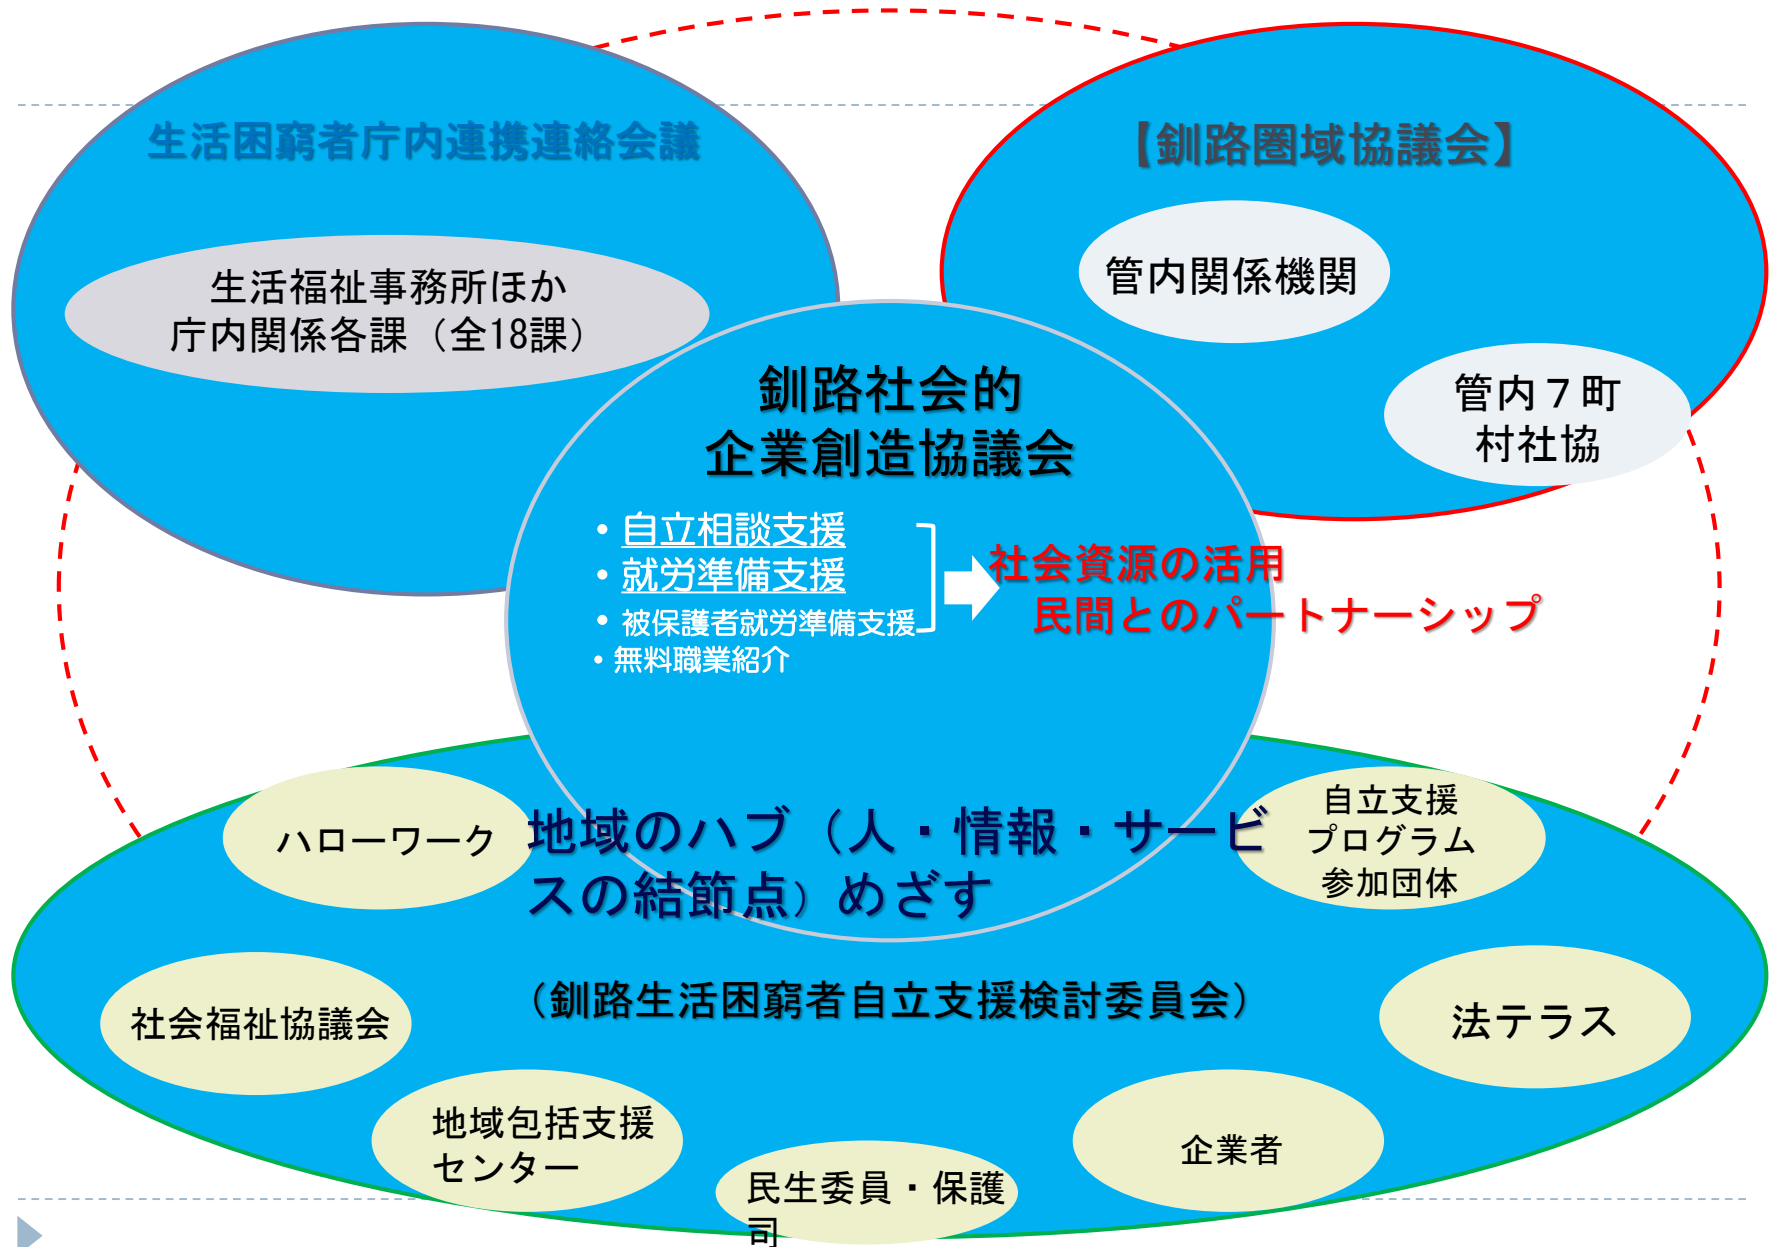 生活困窮者庁内連携連絡会議
生活福祉事務所ほか
庁内関係各課（全18課）
【釧路圏域協議会】
管内関係機関
管内７町
村社協
釧路社会的
企業創造協議会
・自立相談支援
・就労準備支援
・被保護者就労準備支援
・無料職業紹介
社会資源の活用
民間とのパートナーシップ
地域のハブ（人・情報・サービ
スの結節点）めざす
ハローワーク
自立支援
プログラム
参加団体
（釧路生活困窮者自立支援検討委員会）
社会福祉協議会
法テラス
地域包括支援
センター
民生委員・保護
司
企業者